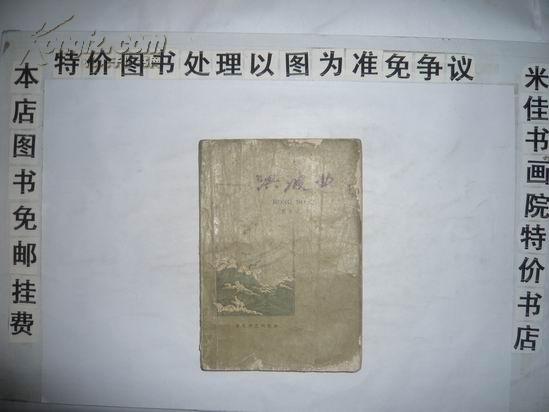 特价图书处理以图为准免争议
本店图书免邮挂费
米佳书画院特价书店
洪波曲